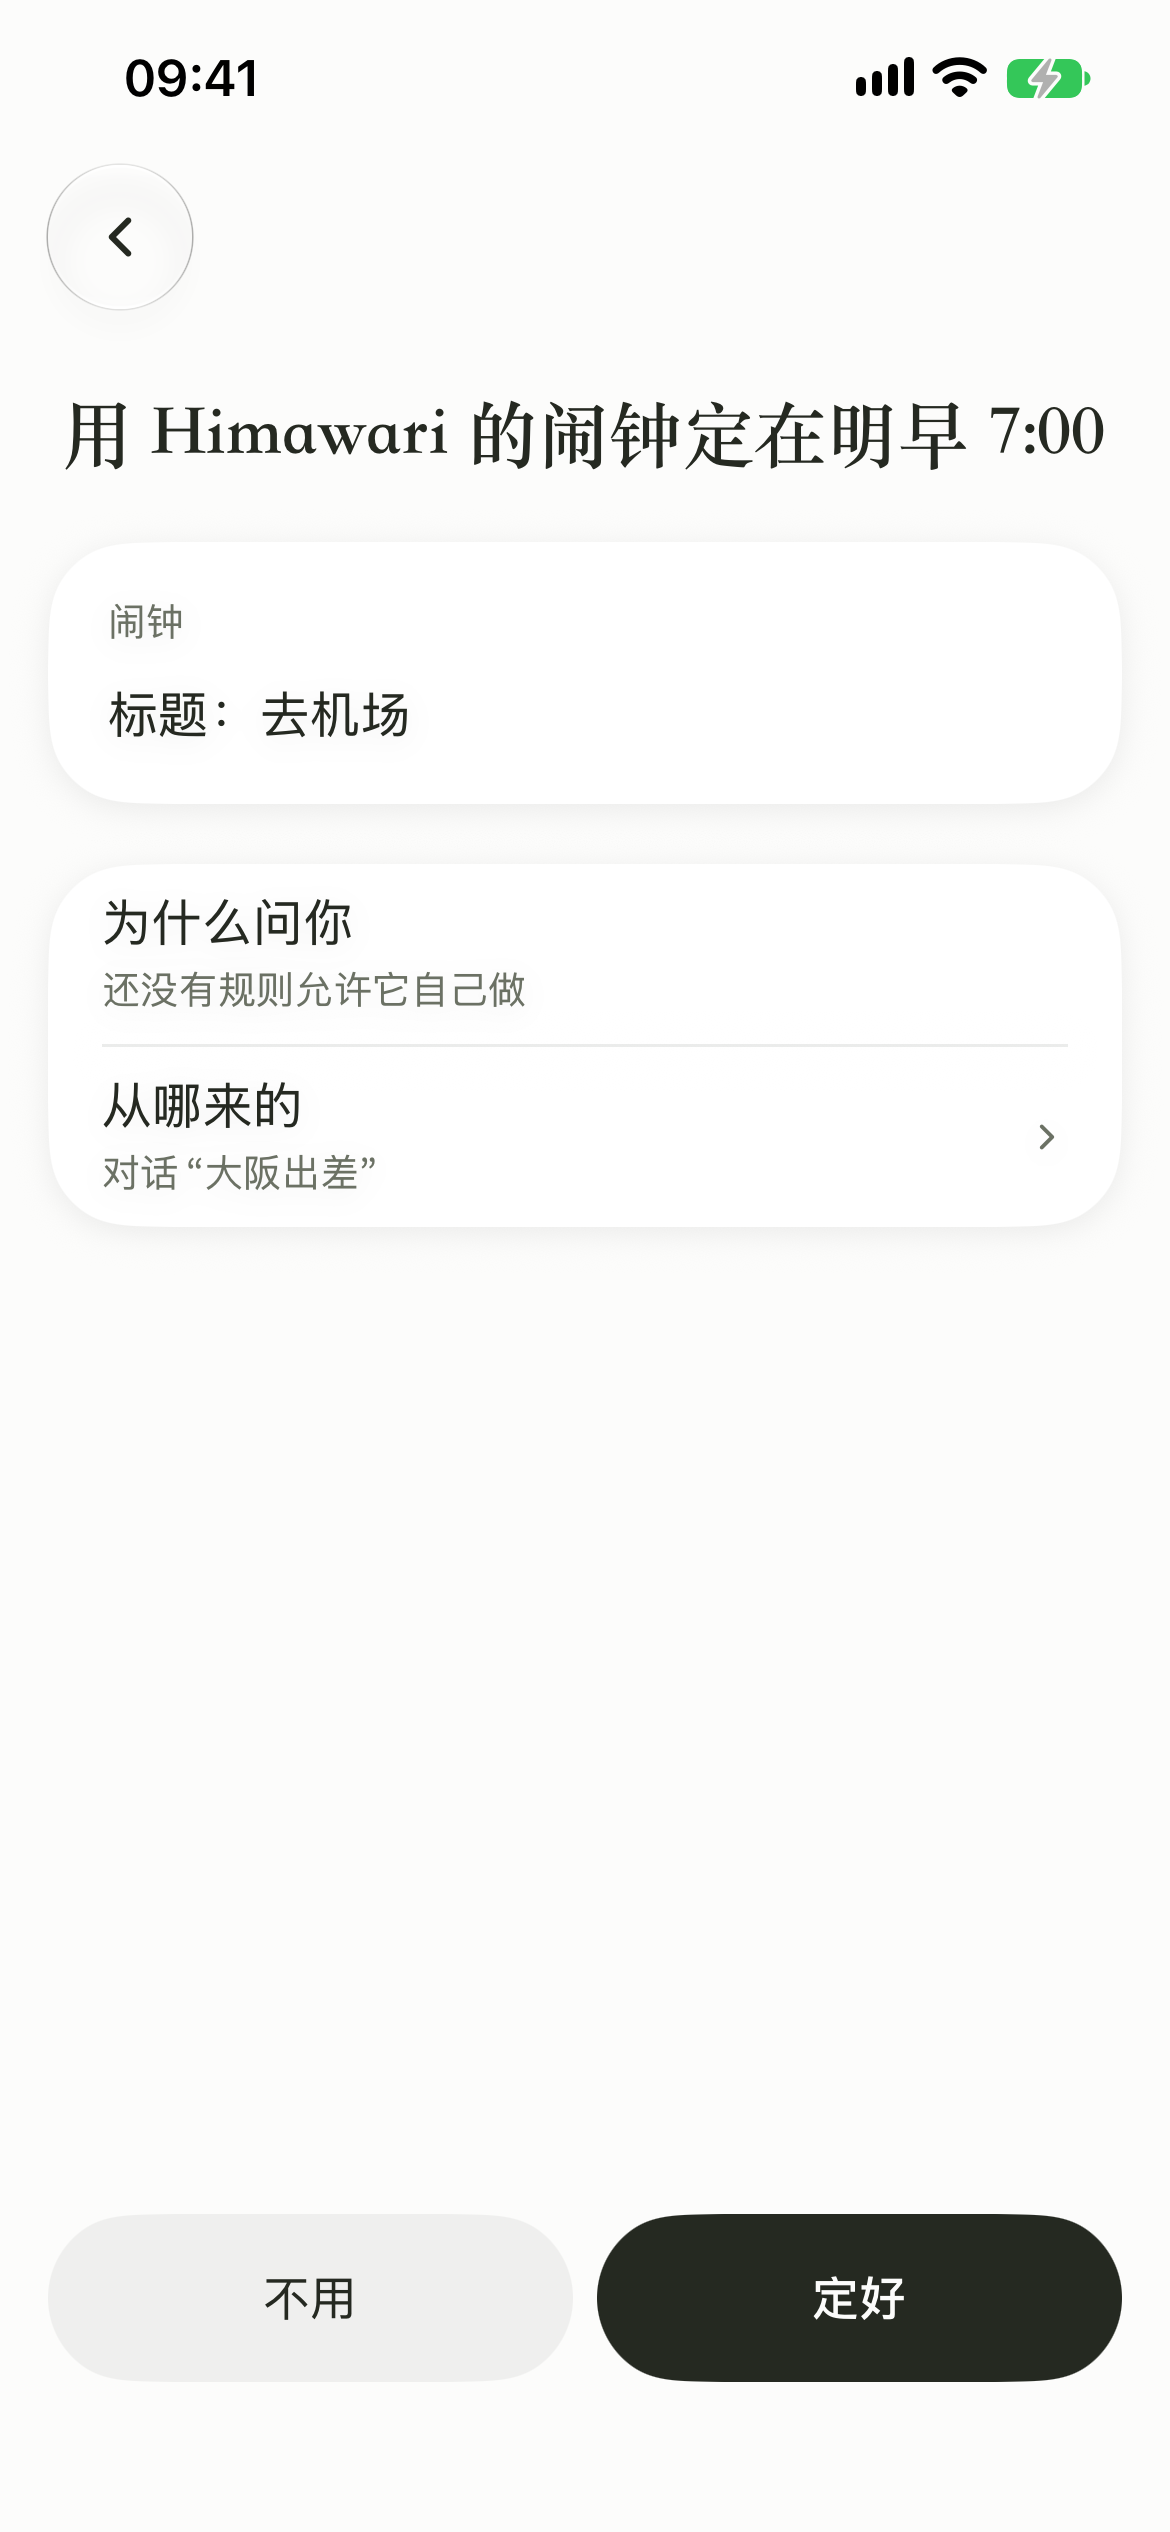 09:41
用 Himawari 的闹钟定在明早 7:00
闹钟
标题：去机场
为什么问你
还没有规则允许它自己做
从哪来的
对话 “大阪出差”
不用
定好